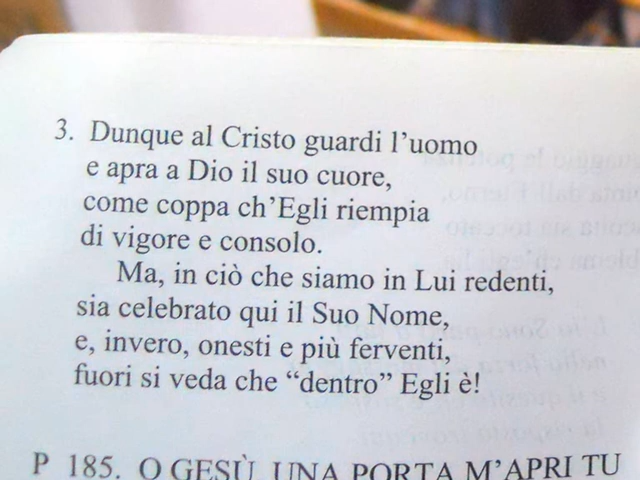 3. Dunque al Cristo guardi l'uomo
e apra a Dio il suo cuore,
come coppa ch'Egli riempia
di vigore e consolo.
Ma, in ciò che siamo in Lui redenti,
sia celebrato qui il Suo Nome,
e, invero, onesti e più ferventi,
fuori si veda che “dentro” Egli è!
P 185. O GESÙ, UNA PORTA M'APRI TU